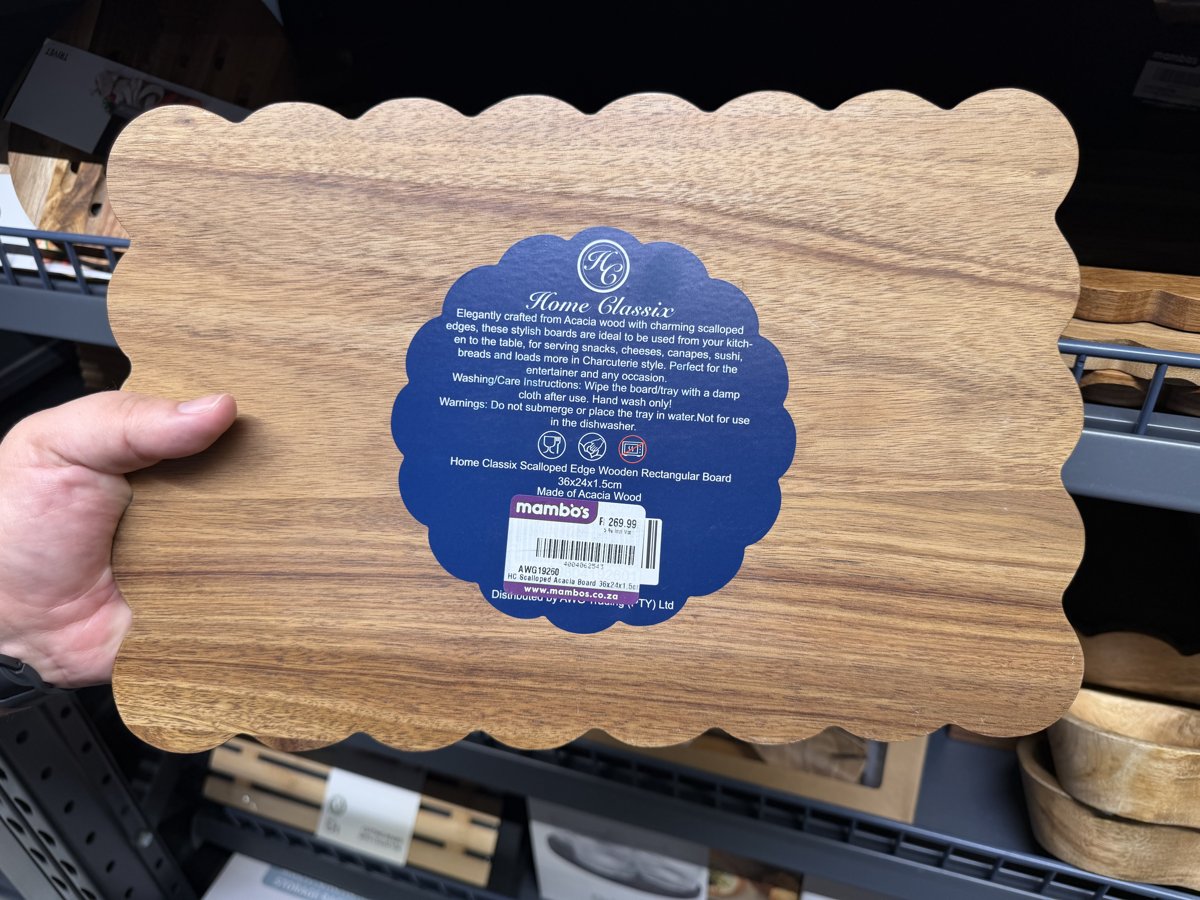 TRIVET
mambo's
HC
Home Classix
Elegantly crafted from Acacia wood with charming scalloped
edges, these stylish boards are ideal to be used from your kitch-
en to the table, for serving snacks, cheeses, canapes, sushi,
breads and loads more in Charcuterie style. Perfect for the
entertainer and any occasion.
Washing/Care Instructions: Wipe the board/tray with a damp
cloth after use. Hand wash only!
Warnings: Do not submerge or place the tray in water.Not for use
in the dishwasher.
Home Classix Scalloped Edge Wooden Rectangular Board
36x24x1.5cm
Made of Acacia Wood
mambo's
R 269.99
4004062543
AWG19260
HC Scalloped Acacia Board 36x24x1.5c
www.mambos.co.za
Distributed by AWG Trading (PTY) Ltd